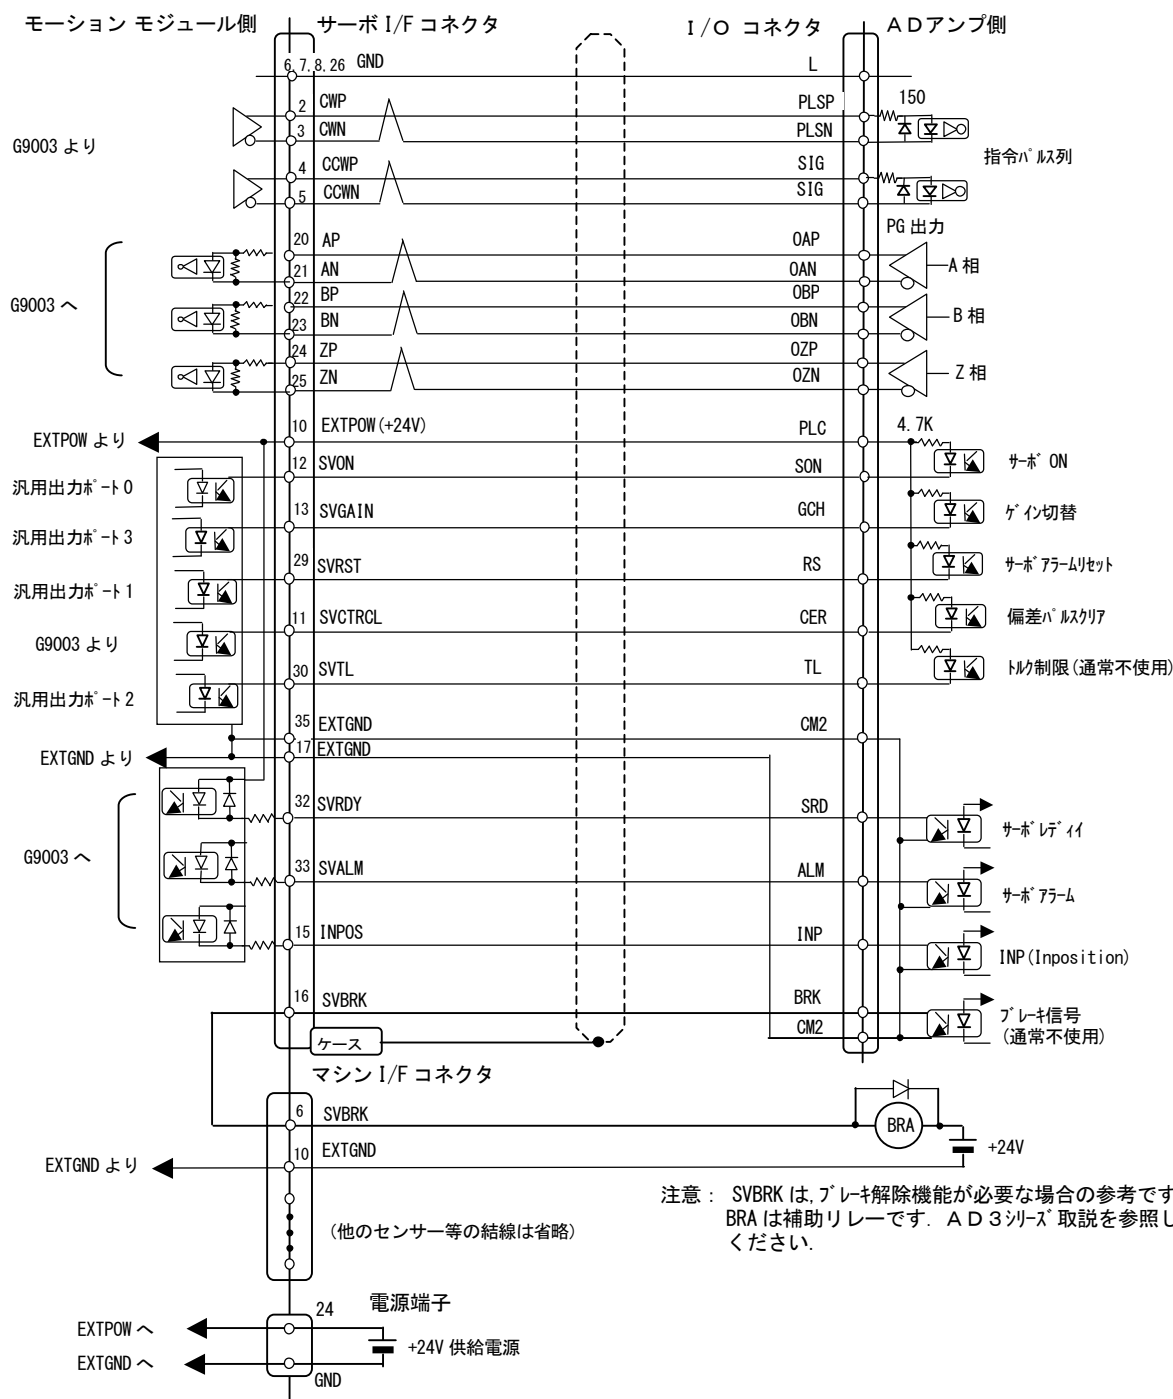 モーション モジュール側
サーボ I/F コネクタ
I/O コネクタ
ADアンプ側
6,7,8,26 GND L
2 CWP PLSP 150
3 CWN PLSN
G9003 より
指令パルス列
4 CCWP SIG
5 CCWN SIG
PG 出力
20 AP OAP
A 相
21 AN OAN
22 BP OBP
G9003 へ
B 相
23 BN OBN
24 ZP OZP
Z 相
25 ZN OZN
EXTPOW より
10 EXTPOW(+24V) PLC 4.7K
12 SVON SON サーボ ON
汎用出力ポート 0
13 SVGAIN GCH ゲイン切替
汎用出力ポート 3
29 SVRST RS サーボアラームリセット
汎用出力ポート 1
11 SVCTRCL CER 偏差パルスクリア
G9003 より
30 SVTL TL トルク制限(通常不使用)
汎用出力ポート 2
35 EXTGND CM2
17 EXTGND
EXTGND より
32 SVRDY SRD サーボレディイ
G9003 へ
33 SVALM ALM サーボアラーム
15 INPOS INP INP(Inposition)
16 SVBRK BRK ブレーキ信号
CM2 (通常不使用)
ケース
マシン I/F コネクタ
6 SVBRK BRA
10 EXTGND +24V
EXTGND より
注意: SVBRK は,ブレーキ解除機能が必要な場合の参考です
BRA は補助リレーです. AD3シリーズ 取説を参照し
ください.
(他のセンサー等の結線は省略)
24 電源端子
EXTPOW へ
+24V 供給電源
EXTGND へ
GND